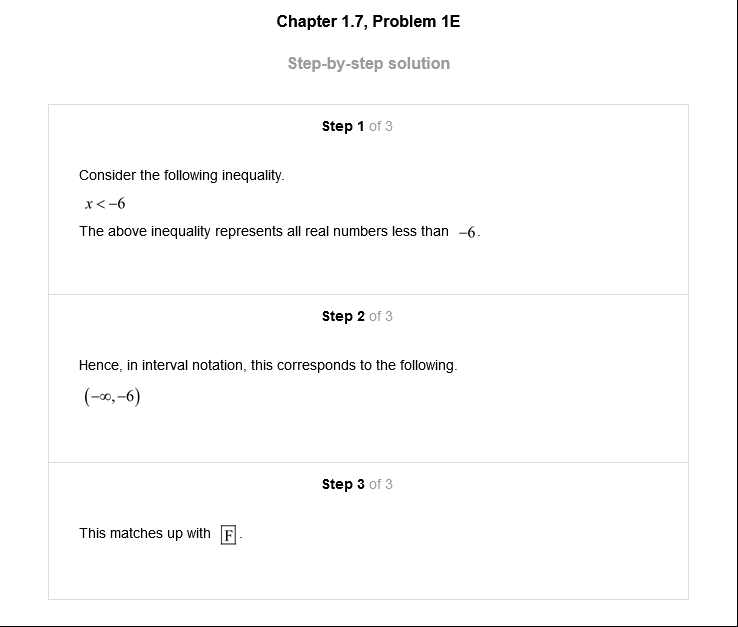 Chapter 1.7, Problem 1E
Step-by-step solution
Step 1 of 3
Consider the following inequality.
x < −6
The above inequality represents all real numbers less than −6.
Step 2 of 3
Hence, in interval notation, this corresponds to the following.
(−∞, −6)
Step 3 of 3
This matches up with F.